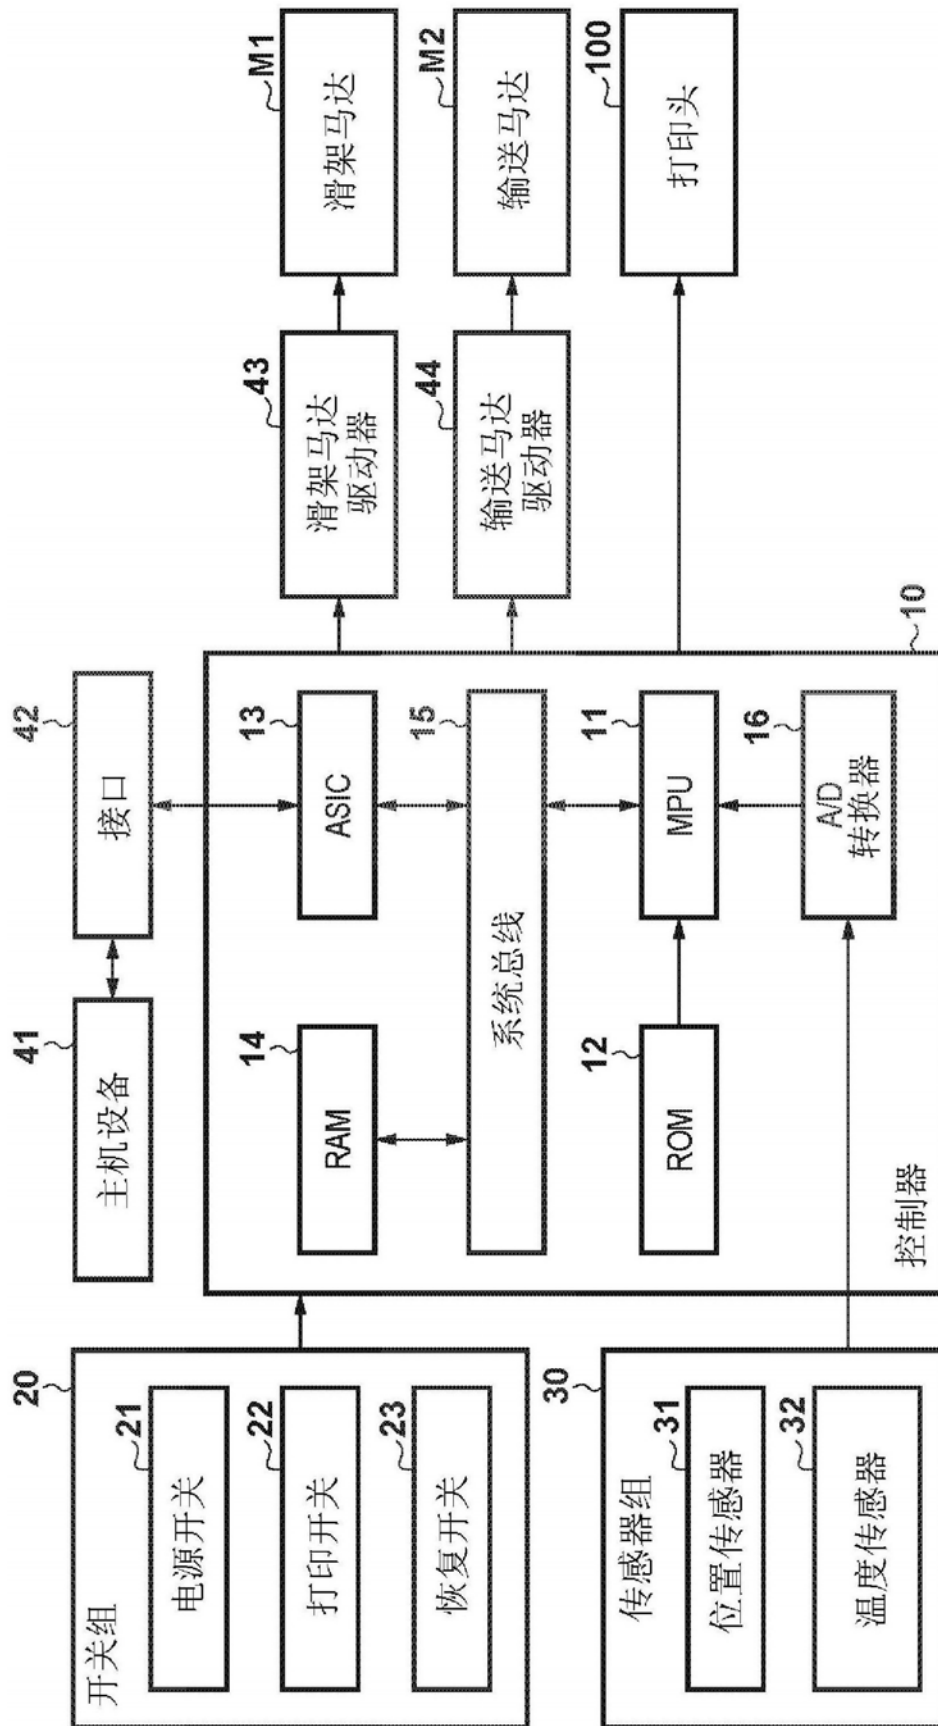 20
开关组
21
电源开关
22
打印开关
23
恢复开关
30
传感器组
31
位置传感器
32
温度传感器
41
主机设备
42
接口
14
RAM
13
ASIC
15
系统总线
12
ROM
11
MPU
16
A/D
转换器
控制器
10
43
滑架马达
驱动器
44
输送马达
驱动器
M1
滑架马达
M2
输送马达
100
打印头